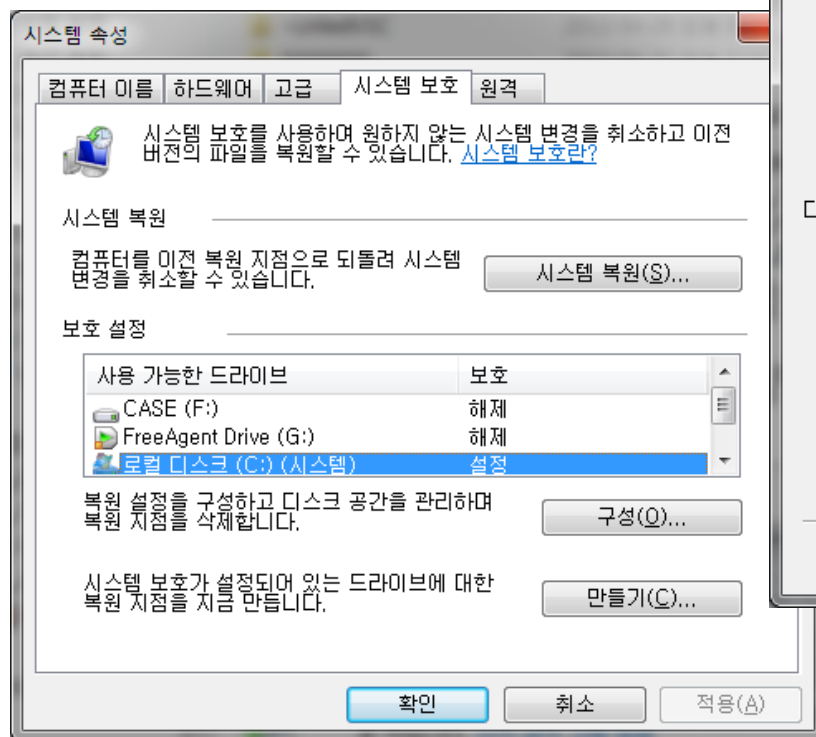 시스템 속성
컴퓨터 이름 하드웨어 고급 시스템 보호 원격
시스템 보호를 사용하여 원하지 않는 시스템 변경을 취소하고 이전
버전의 파일을 복원할 수 있습니다. 시스템 보호란?
시스템 복원
컴퓨터를 이전 복원 지점으로 되돌려 시스템
변경을 취소할 수 있습니다.
시스템 복원(S)...
보호 설정
사용 가능한 드라이브 보호
CASE (F:) 해제
FreeAgent Drive (G:) 해제
로컬 디스크 (C:) (시스템) 설정
복원 설정을 구성하고 디스크 공간을 관리하며
복원 지점을 삭제합니다.
구성(O)...
시스템 보호가 설정되어 있는 드라이브에 대한
복원 지점을 지금 만듭니다.
만들기(C)...
확인 취소 적용(A)